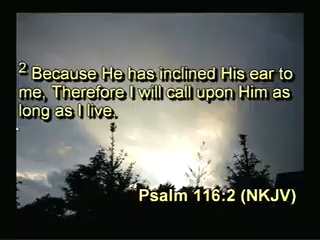 2 Because He has inclined His ear to
me, Therefore I will call upon Him as
long as I live.
Psalm 116:2 (NKJV)